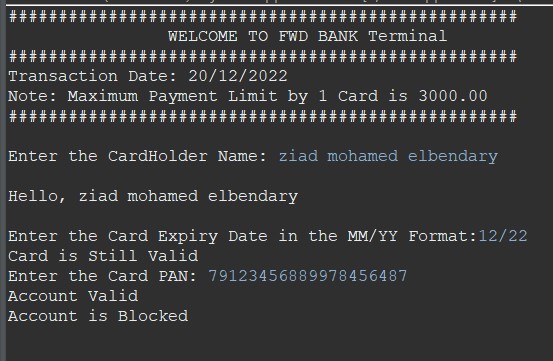 ###################################################
WELCOME TO FWD BANK Terminal
###################################################
Transaction Date: 20/12/2022
Note: Maximum Payment Limit by 1 Card is 3000.00
###################################################
Enter the CardHolder Name: ziad mohamed elbendary
Hello, ziad mohamed elbendary
Enter the Card Expiry Date in the MM/YY Format:12/22
Card is Still Valid
Enter the Card PAN: 79123456889978456487
Account Valid
Account is Blocked